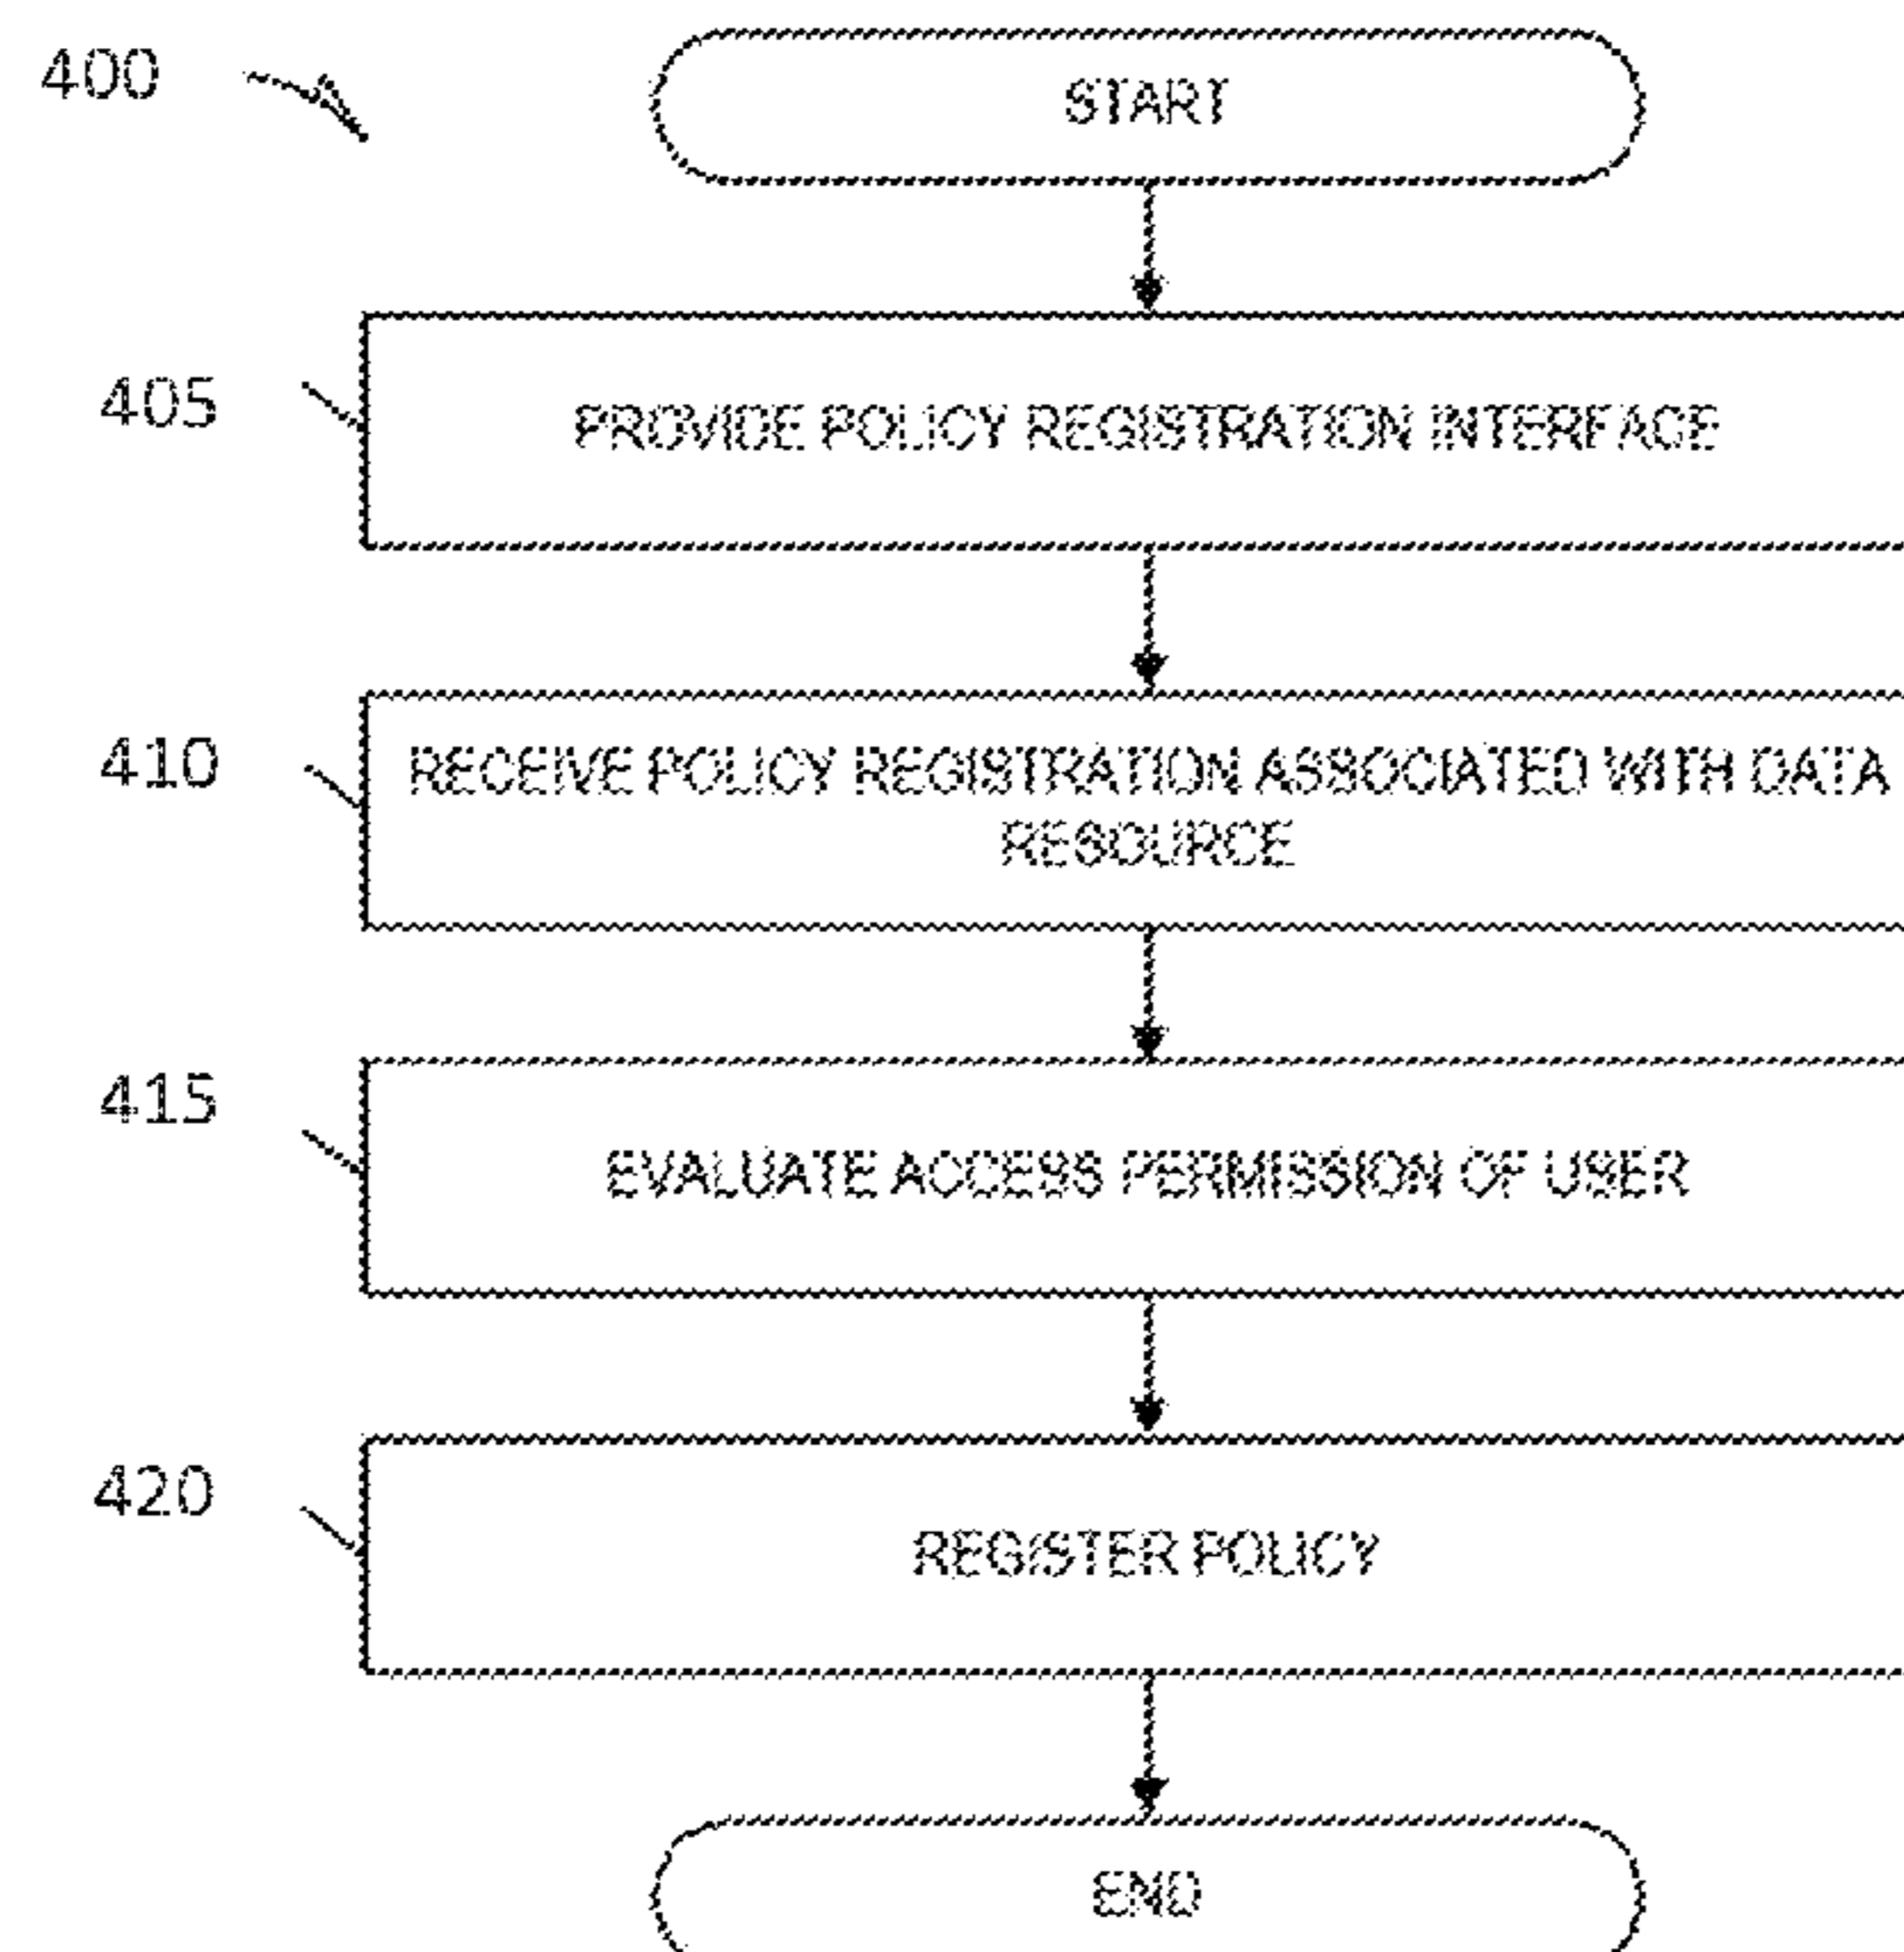 400
START
405
PROVIDE POLICY REGISTRATION INTERFACE
410
RECEIVE POLICY REGISTRATION ASSOCIATED WITH DATA
RESOURCE
415
EVALUATE ACCESS PERMISSION OF USER
420
REGISTER POLICY
END